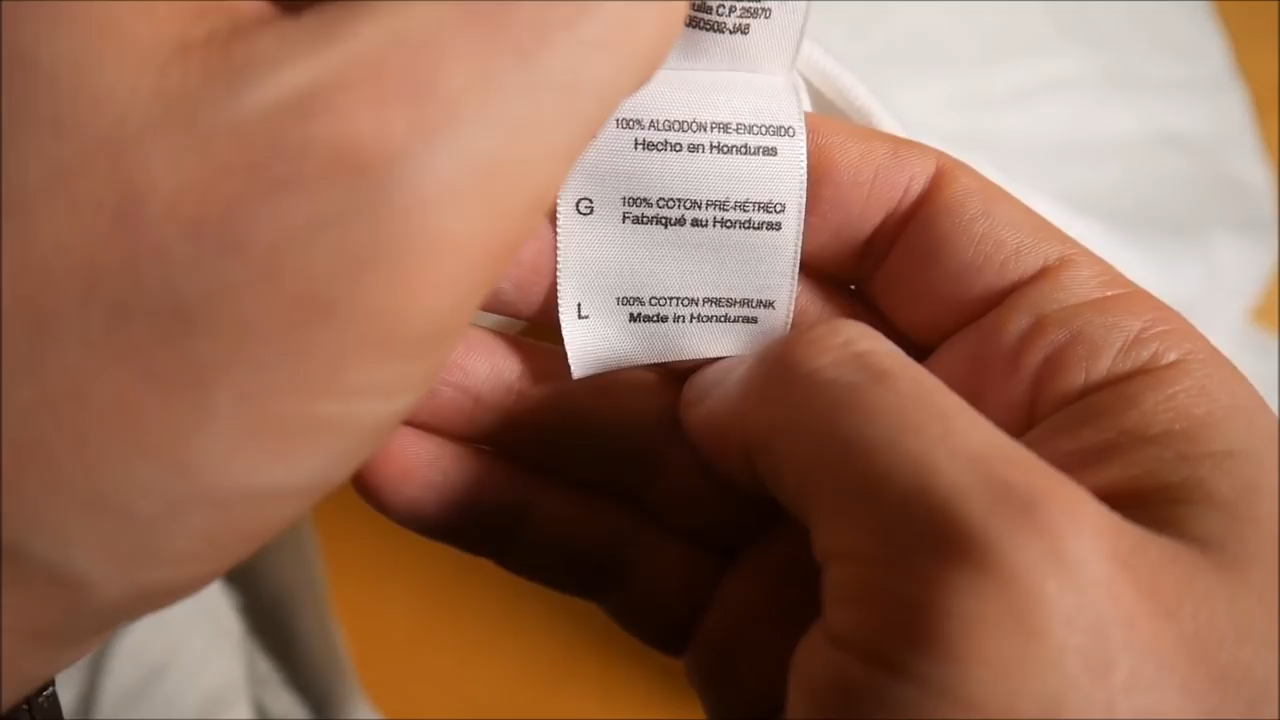 C.P.25870
100% ALGODÓN PRE-ENCOGIDO
Hecho en Honduras
G 100% COTON PRÉ-RÉTRÉCI
Fabriqué au Honduras
L 100% COTTON PRESHRUNK
Made in Honduras